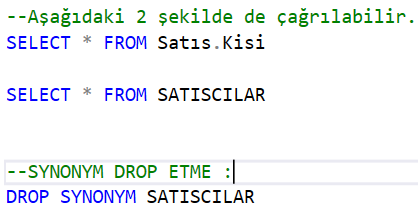 --Aşağıdaki 2 şekilde de çağrılabilir.
SELECT * FROM Satıs.Kisi
SELECT * FROM SATISCILAR
--SYNONYM DROP ETME :
DROP SYNONYM SATISCILAR